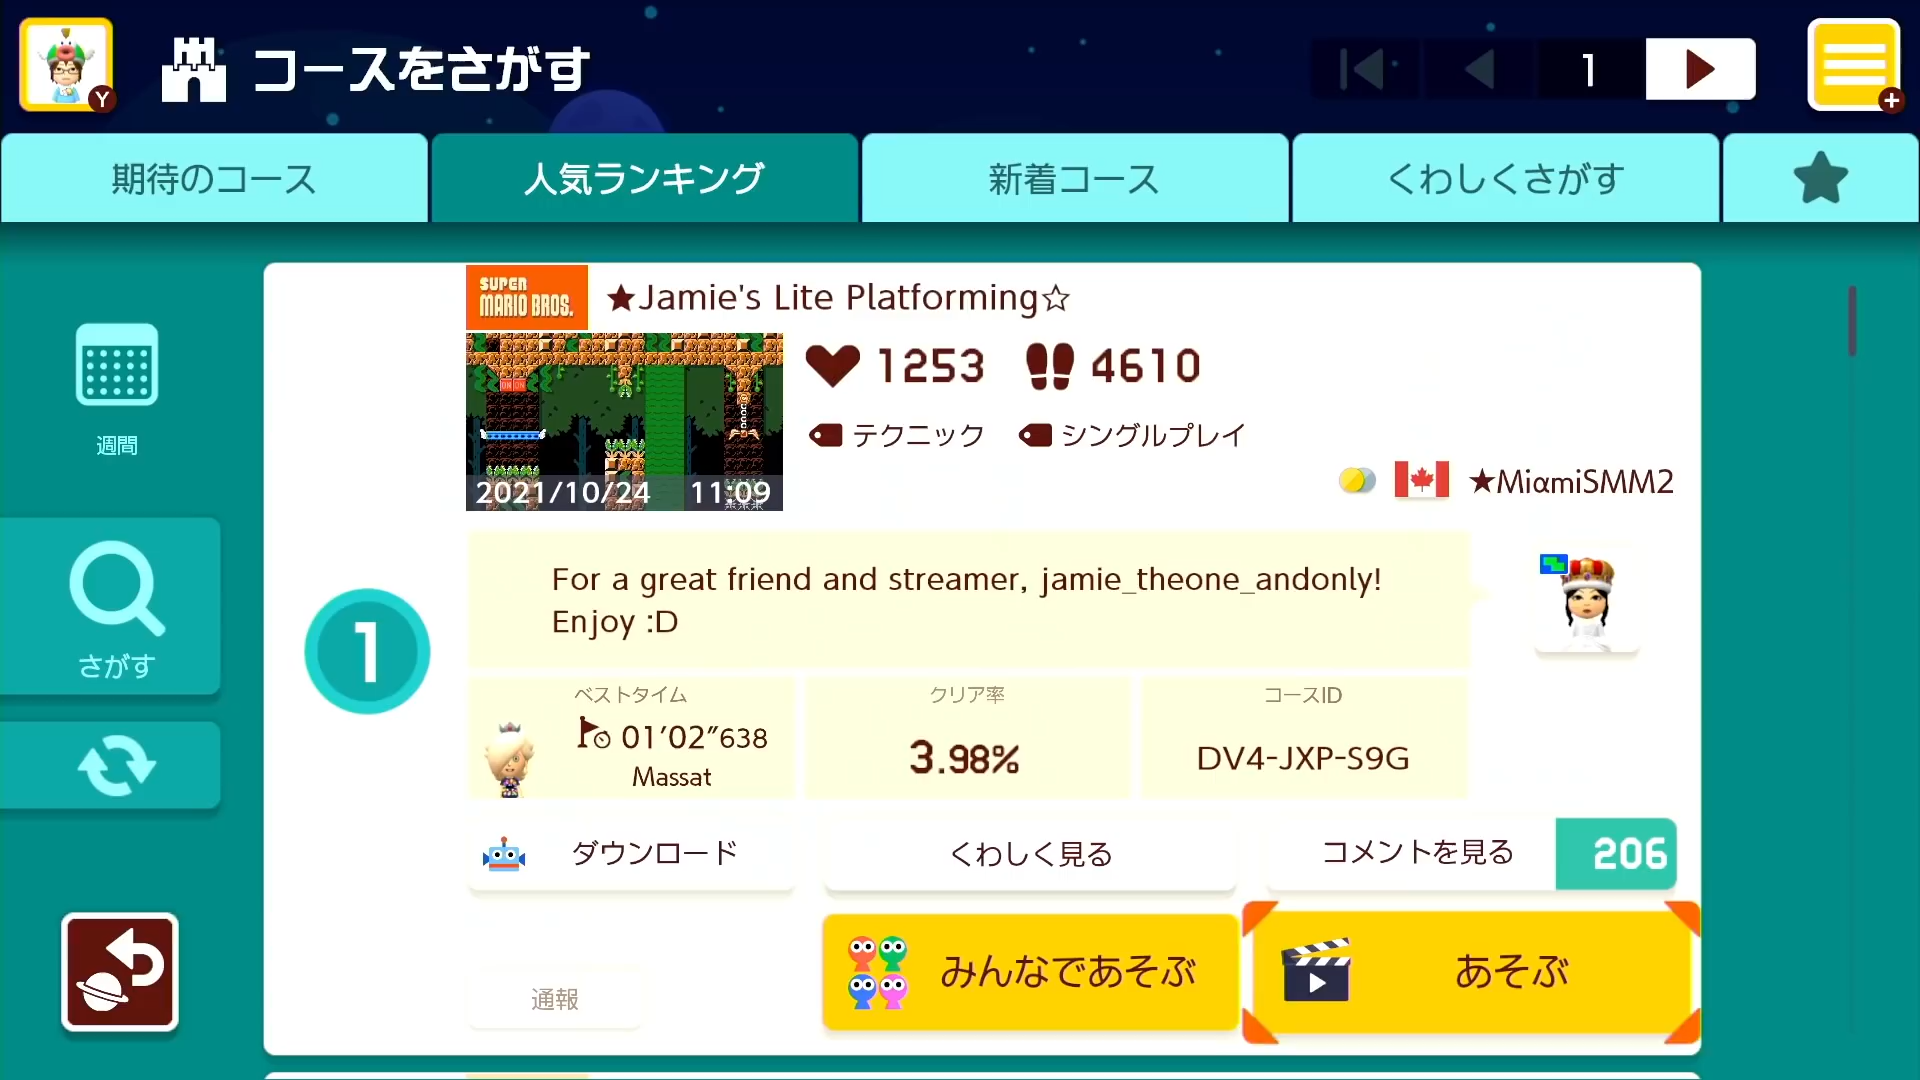 コースをさがす
1
Y
+
期待のコース
人気ランキング
新着コース
くわしくさがす
週間
さがす
SUPER
MARIO BROS.
★Jamie's Lite Platforming☆
1253
4610
ON ON
テクニック
シングルプレイ
2021/10/24 11:09
★MiamiSMM2
1
For a great friend and streamer, jamie_theone_andonly!
Enjoy :D
ベストタイム
01'02"638
Massat
クリア率
3.98%
コースID
DV4-JXP-S9G
ダウンロード
くわしく見る
コメントを見る
206
通報
みんなであそぶ
あそぶ